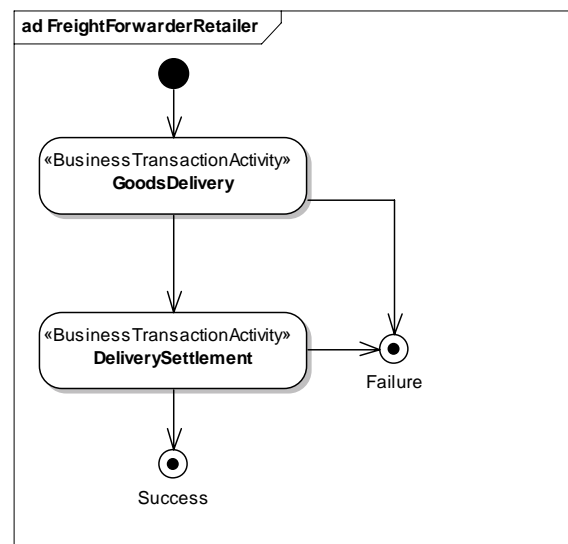 ad FreightForwarderRetailer
«BusinessTransactionActivity»
GoodsDelivery
«BusinessTransactionActivity»
DeliverySettlement
Failure
Success